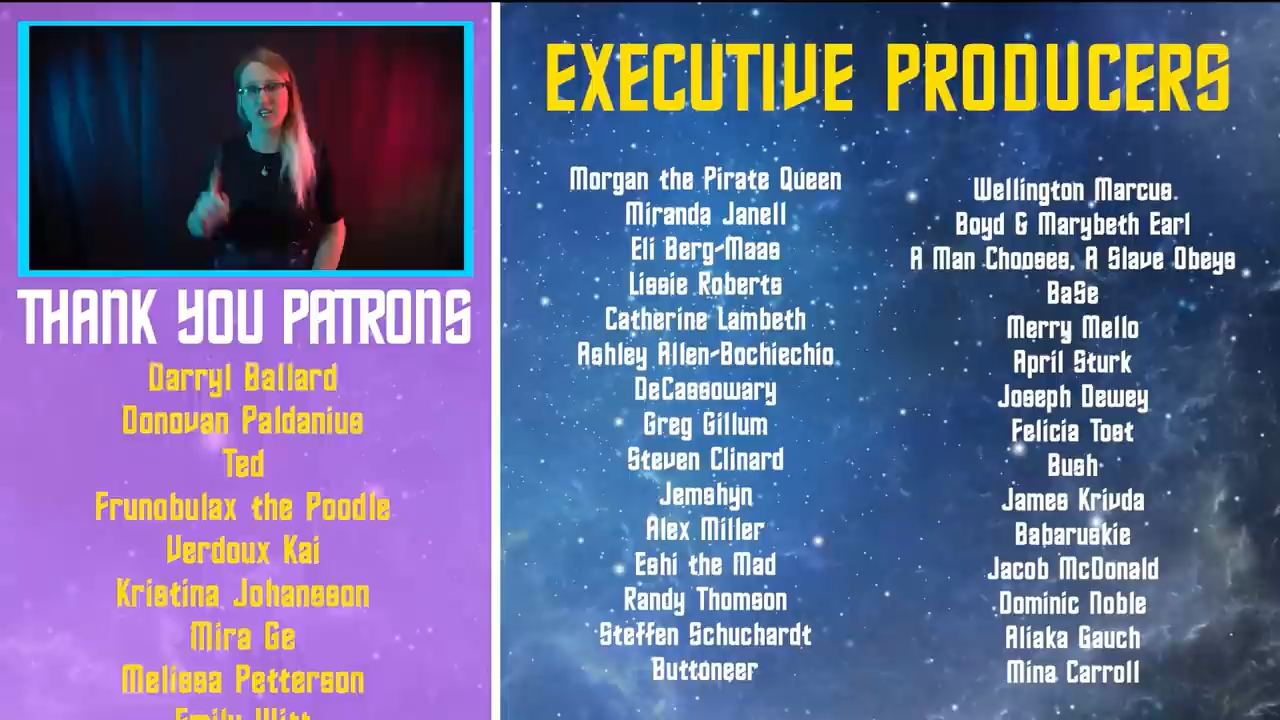 THANK YOU PATRONS
Darryl Ballard
Donovan Paldanius
Ted
Frunobulax the Poodle
Verdoux Kai
Kristina Johansson
Mira Ge
Melissa Petterson
Emily Witt
EXECUTIVE PRODUCERS
Morgan the Pirate Queen
Miranda Janell
Eli Berg-Maas
Lissie Roberts
Catherine Lambeth
Ashley Allen-Bochiechio
DeCassowary
Greg Gillum
Steven Clinard
Jemshyn
Alex Miller
Eshi the Mad
Randy Thomson
Steffen Schuchardt
Buttoneer
Wellington Marcus
Boyd & Marybeth Earl
A Man Chooses, A Slave Obeys
BaSe
Merry Mello
April Sturk
Joseph Dewey
Felicia Tost
Bush
James Krivda
Babaruskie
Jacob McDonald
Dominic Noble
Aliaka Gauch
Mina Carroll